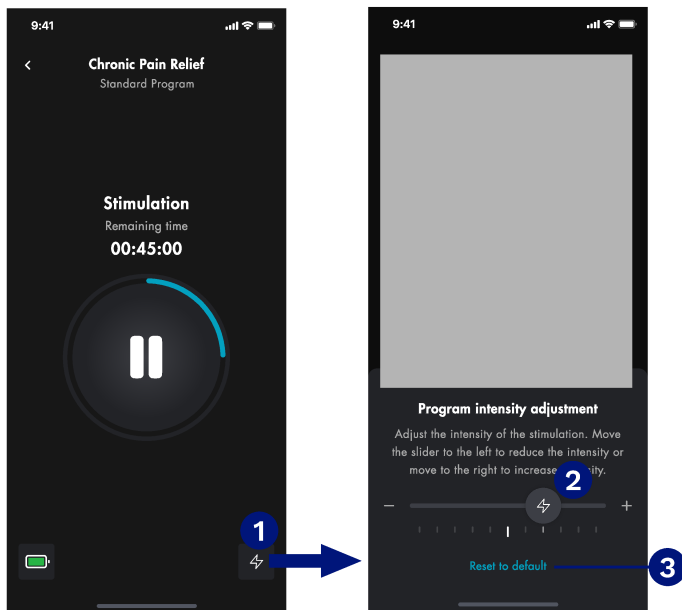 9:41
Chronic Pain Relief
Standard Program
Stimulation
Remaining time
00:45:00
1
9:41
Program intensity adjustment
Adjust the intensity of the stimulation. Move
the slider to the left to reduce the intensity or
move to the right to increase
2
− +
Reset to default
3